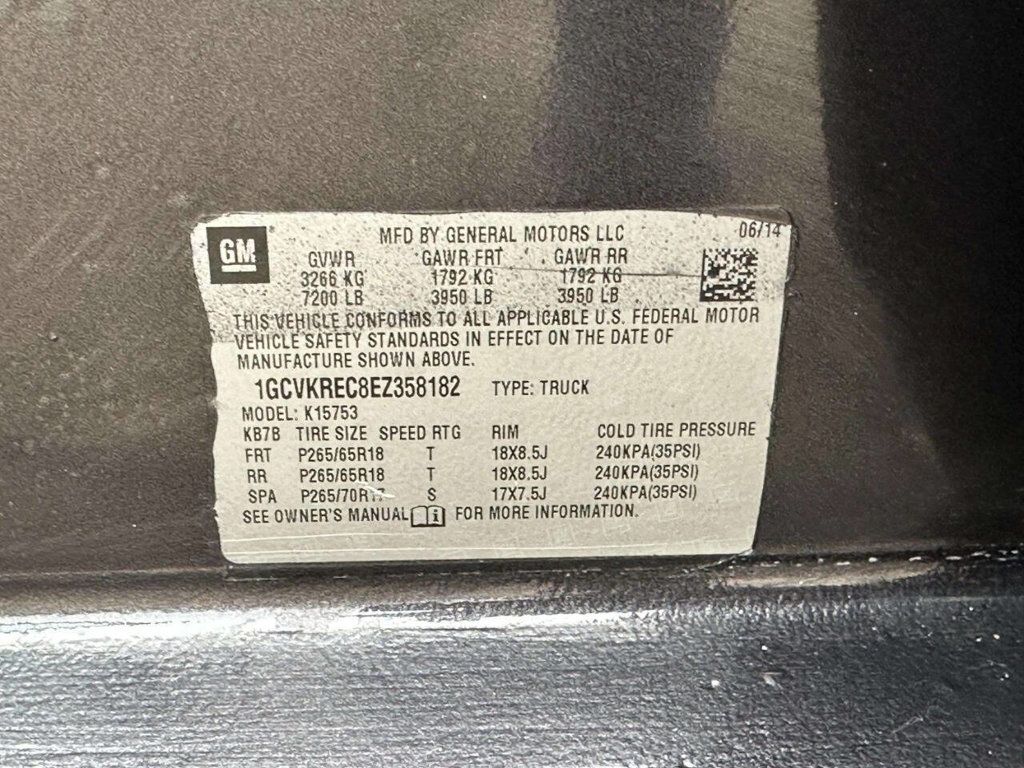 GM
MFD BY GENERAL MOTORS LLC 06/14
GVWR GAWR FRT GAWR RR
3266 KG 1792 KG 1792 KG
7200 LB 3950 LB 3950 LB
THIS VEHICLE CONFORMS TO ALL APPLICABLE U.S. FEDERAL MOTOR
VEHICLE SAFETY STANDARDS IN EFFECT ON THE DATE OF
MANUFACTURE SHOWN ABOVE.
1GCVKREC8EZ358182 TYPE: TRUCK
MODEL: K15753
KB7B TIRE SIZE SPEED RTG RIM COLD TIRE PRESSURE
FRT P265/65R18 T 18X8.5J 240KPA(35PSI)
RR P265/65R18 T 18X8.5J 240KPA(35PSI)
SPA P265/70R17 S 17X7.5J 240KPA(35PSI)
SEE OWNER'S MANUAL i FOR MORE INFORMATION.